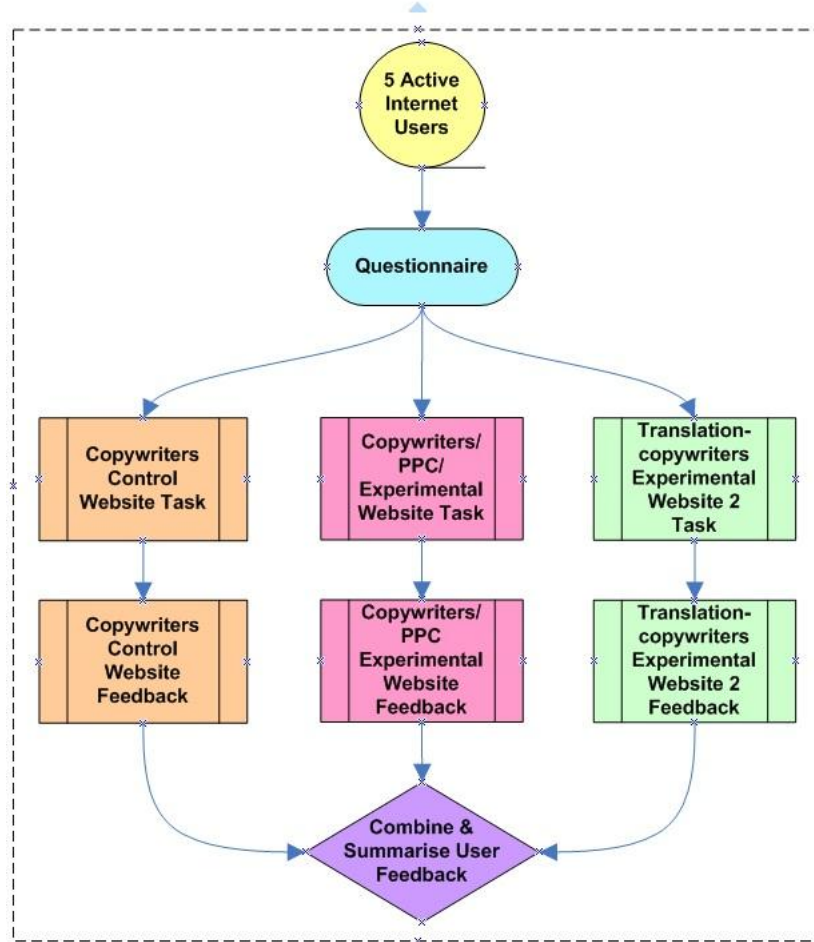 5 Active
Internet
Users
Questionnaire
Copywriters
Control
Website Task
Copywriters/
PPC/
Experimental
Website Task
Translation-
copywriters
Experimental
Website 2
Task
Copywriters
Control
Website
Feedback
Copywriters/
PPC
Experimental
Website
Feedback
Translation-
copywriters
Experimental
Website 2
Feedback
Combine &
Summarise User
Feedback